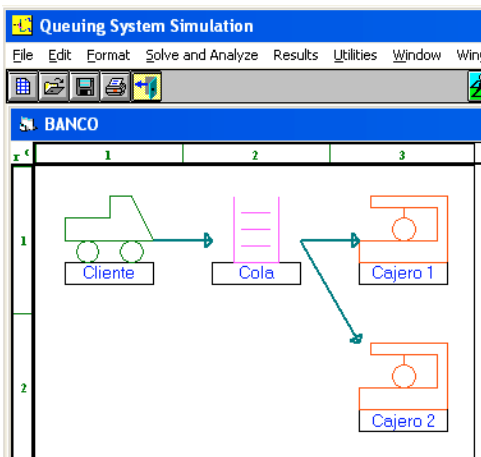 Queuing System Simulation
File Edit Format Solve and Analyze Results Utilities Window
BANCO
1 2 3
1
Cliente Cola Cajero 1
2
Cajero 2